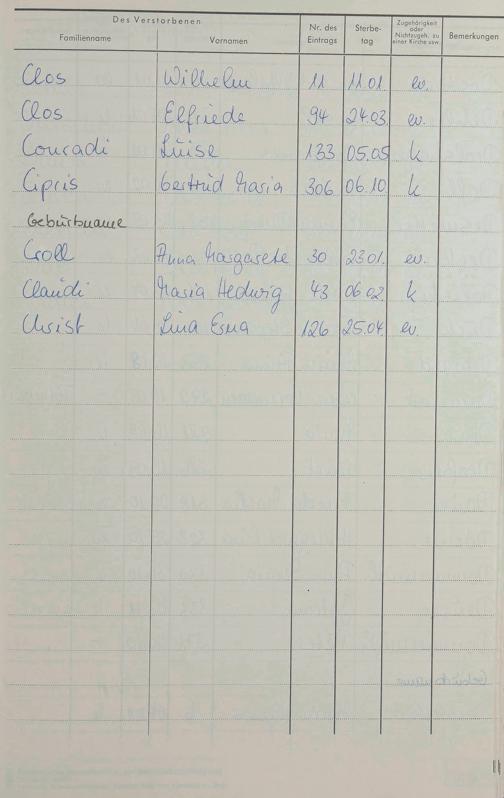 Des Verstorbenen
Familienname Vornamen Nr. des Eintrags Sterbe-tag Zugehörigkeit oder Nichtzugeh. zu einer Kirche usw. Bemerkungen
Clos Wilhelm 11 11.01. ev.
Clos Elfriede 94 24.03. ev.
Conradi Luise 133 05.05 k
Cipris Gertrud Maria 306 06.10 k
Geburtsname
Croll Anna Margarete 30 23.01. ev.
Claudi Maria Hedwig 43 06.02. k
Christ Lina Erna 126 25.04. ev.